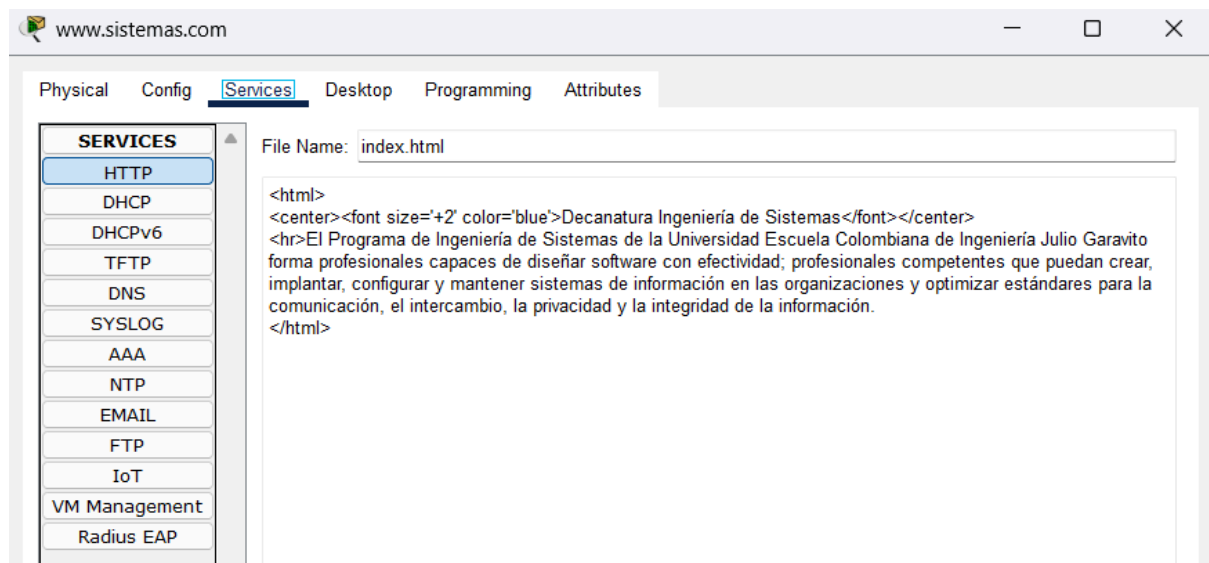 www.sistemas.com
Physical Config Services Desktop Programming Attributes
SERVICES
HTTP
DHCP
DHCPv6
TFTP
DNS
SYSLOG
AAA
NTP
EMAIL
FTP
IoT
VM Management
Radius EAP
File Name: index.html
<html>
<center><font size='+2' color='blue'>Decanatura Ingeniería de Sistemas</font></center>
<hr>El Programa de Ingeniería de Sistemas de la Universidad Escuela Colombiana de Ingeniería Julio Garavito
forma profesionales capaces de diseñar software con efectividad; profesionales competentes que puedan crear,
implantar, configurar y mantener sistemas de información en las organizaciones y optimizar estándares para la
comunicación, el intercambio, la privacidad y la integridad de la información.
</html>